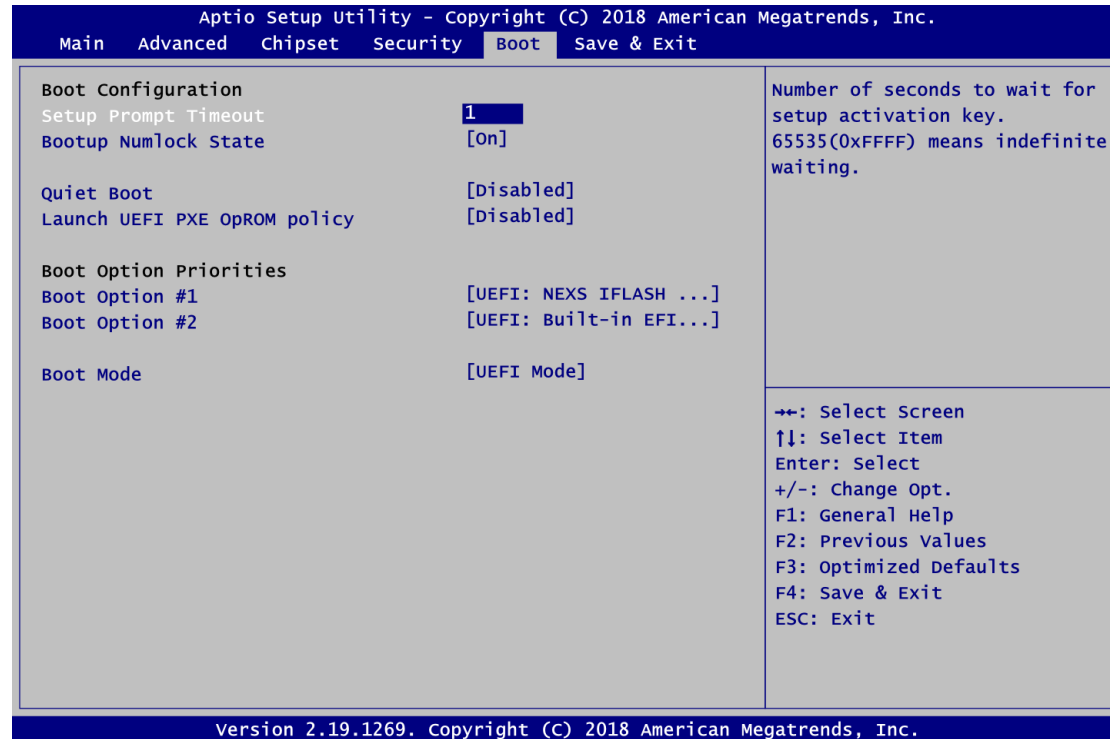 Aptio Setup Utility - Copyright (C) 2018 American Megatrends, Inc.
Main Advanced Chipset Security Boot Save & Exit
Boot Configuration
Setup Prompt Timeout 1
Bootup Numlock State [On]
Quiet Boot [Disabled]
Launch UEFI PXE OpROM policy [Disabled]
Boot Option Priorities
Boot Option #1 [UEFI: NEXS IFLASH ...]
Boot Option #2 [UEFI: Built-in EFI...]
Boot Mode [UEFI Mode]
Number of seconds to wait for
setup activation key.
65535(0xFFFF) means indefinite
waiting.
→←: Select Screen
↑↓: Select Item
Enter: Select
+/-: Change Opt.
F1: General Help
F2: Previous Values
F3: Optimized Defaults
F4: Save & Exit
ESC: Exit
Version 2.19.1269. Copyright (C) 2018 American Megatrends, Inc.